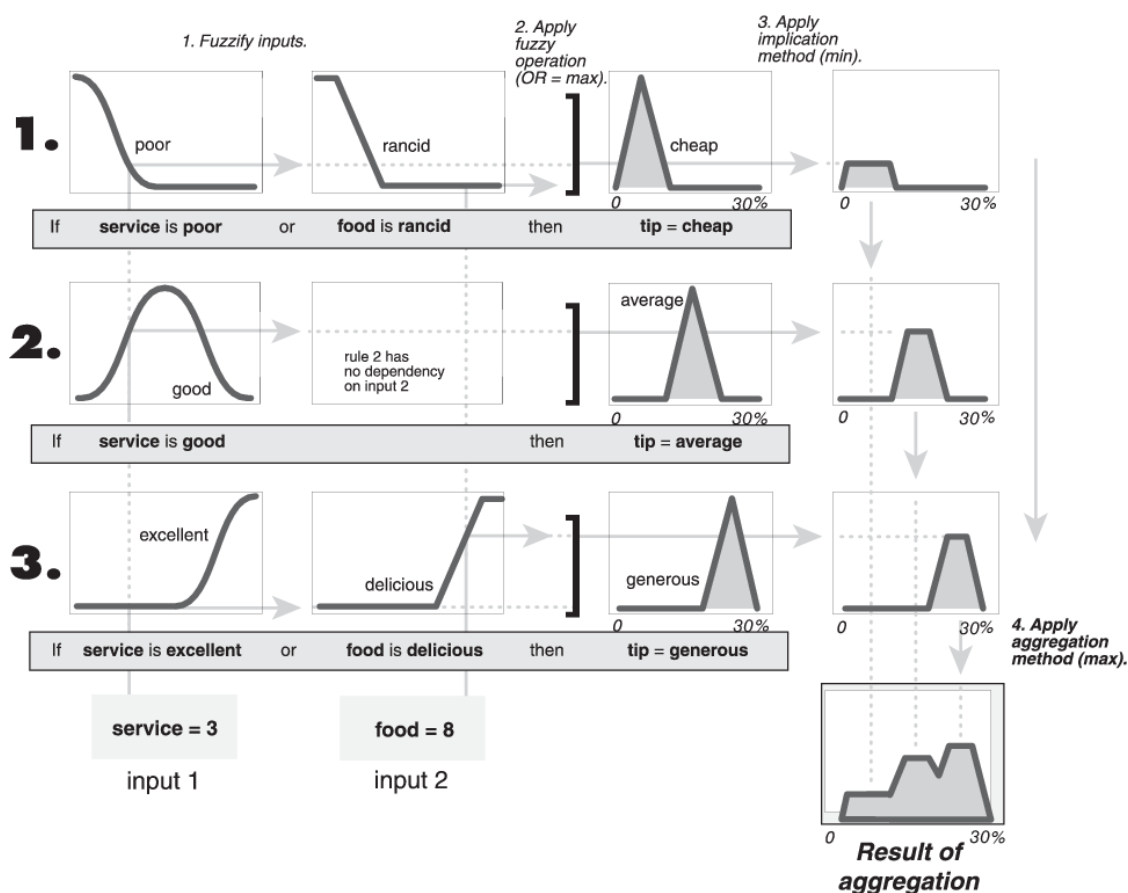 1. Fuzzify inputs.
2. Apply
fuzzy
operation
(OR = max).
3. Apply
implication
method (min).
1.
poor
rancid
cheap
0
30%
0
30%
If service is poor or food is rancid then tip = cheap
2.
good
rule 2 has
no dependency
on input 2
average
0
30%
0
30%
If service is good then tip = average
3.
excellent
delicious
generous
0
30%
0
30%
If service is excellent or food is delicious then tip = generous
4. Apply
aggregation
method (max).
service = 3
food = 8
input 1
input 2
0
30%
Result of
aggregation